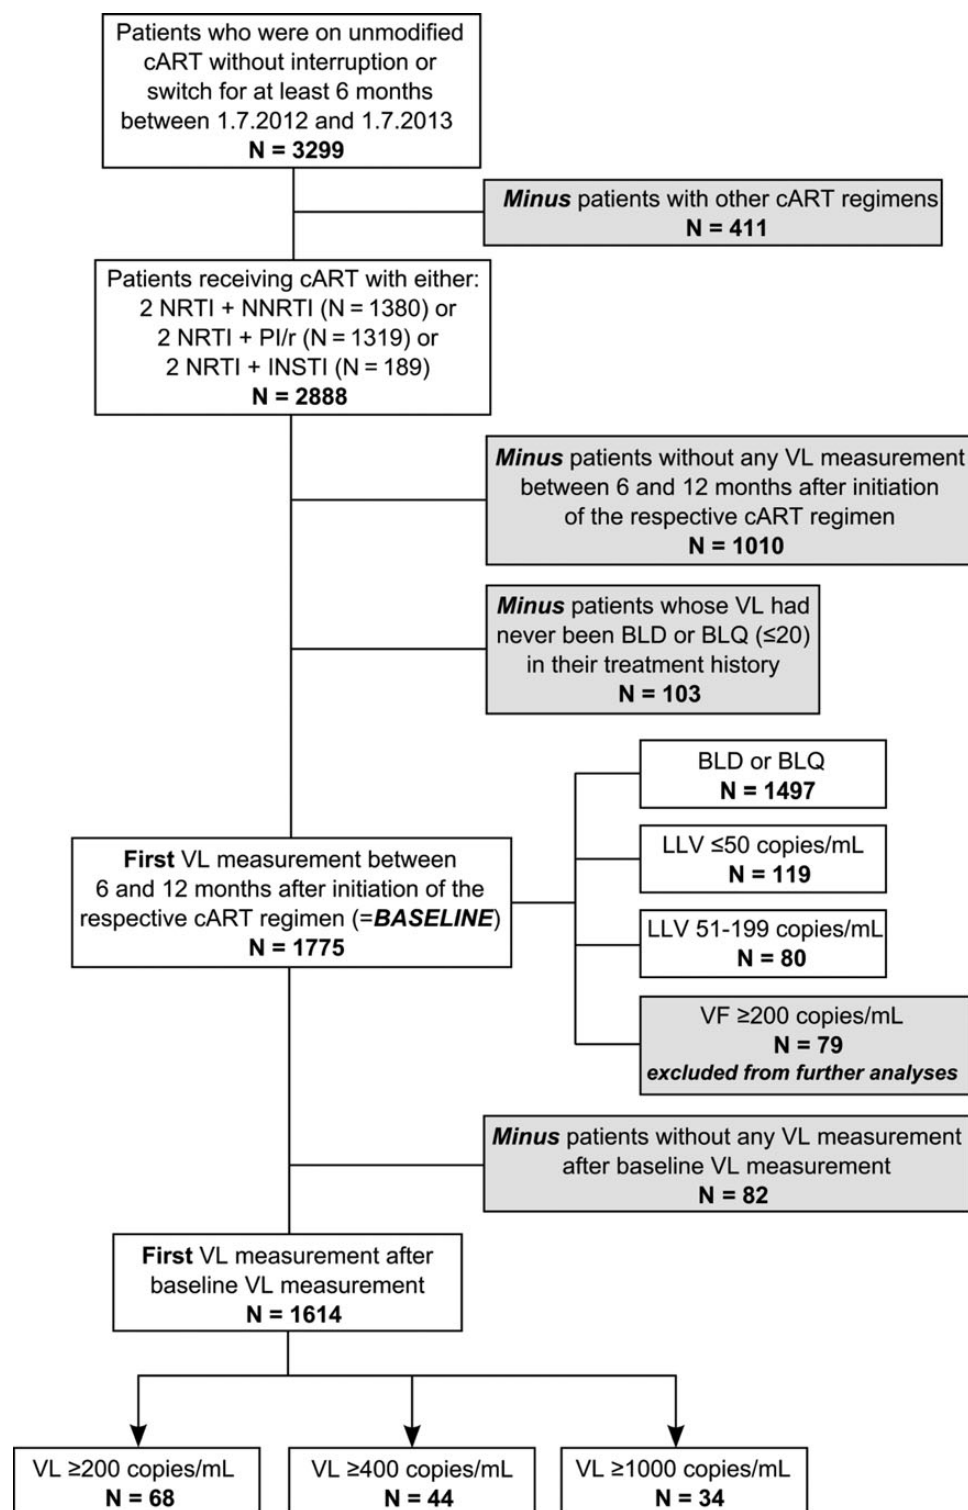 Patients who were on unmodified
cART without interruption or
switch for at least 6 months
between 1.7.2012 and 1.7.2013
N = 3299
Minus patients with other cART regimens
N = 411
Patients receiving cART with either:
2 NRTI + NNRTI (N = 1380) or
2 NRTI + PI/r (N = 1319) or
2 NRTI + INSTI (N = 189)
N = 2888
Minus patients without any VL measurement
between 6 and 12 months after initiation
of the respective cART regimen
N = 1010
Minus patients whose VL had
never been BLD or BLQ (≤20)
in their treatment history
N = 103
BLD or BLQ
N = 1497
LLV ≤50 copies/mL
N = 119
LLV 51-199 copies/mL
N = 80
VF ≥200 copies/mL
N = 79
excluded from further analyses
First VL measurement between
6 and 12 months after initiation of the
respective cART regimen (=BASELINE)
N = 1775
Minus patients without any VL measurement
after baseline VL measurement
N = 82
First VL measurement after
baseline VL measurement
N = 1614
VL ≥200 copies/mL
N = 68
VL ≥400 copies/mL
N = 44
VL ≥1000 copies/mL
N = 34